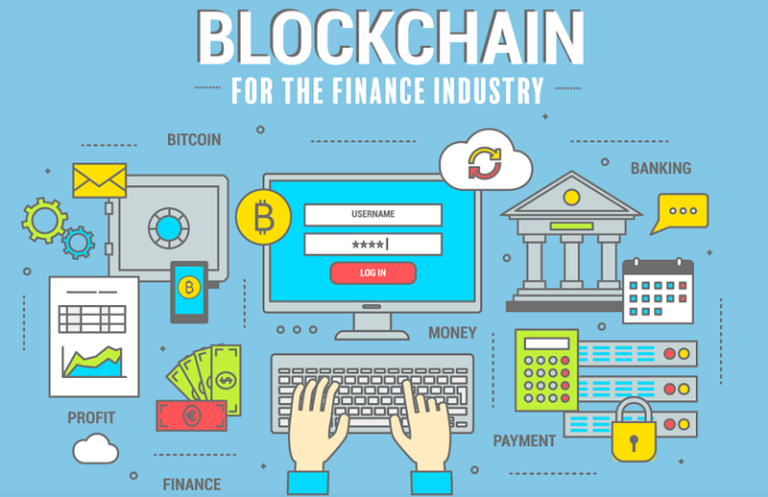 BLOCKCHAIN
FOR THE FINANCE INDUSTRY
BITCOIN
BANKING
USERNAME
****|
LOG IN
MONEY
PROFIT
PAYMENT
FINANCE